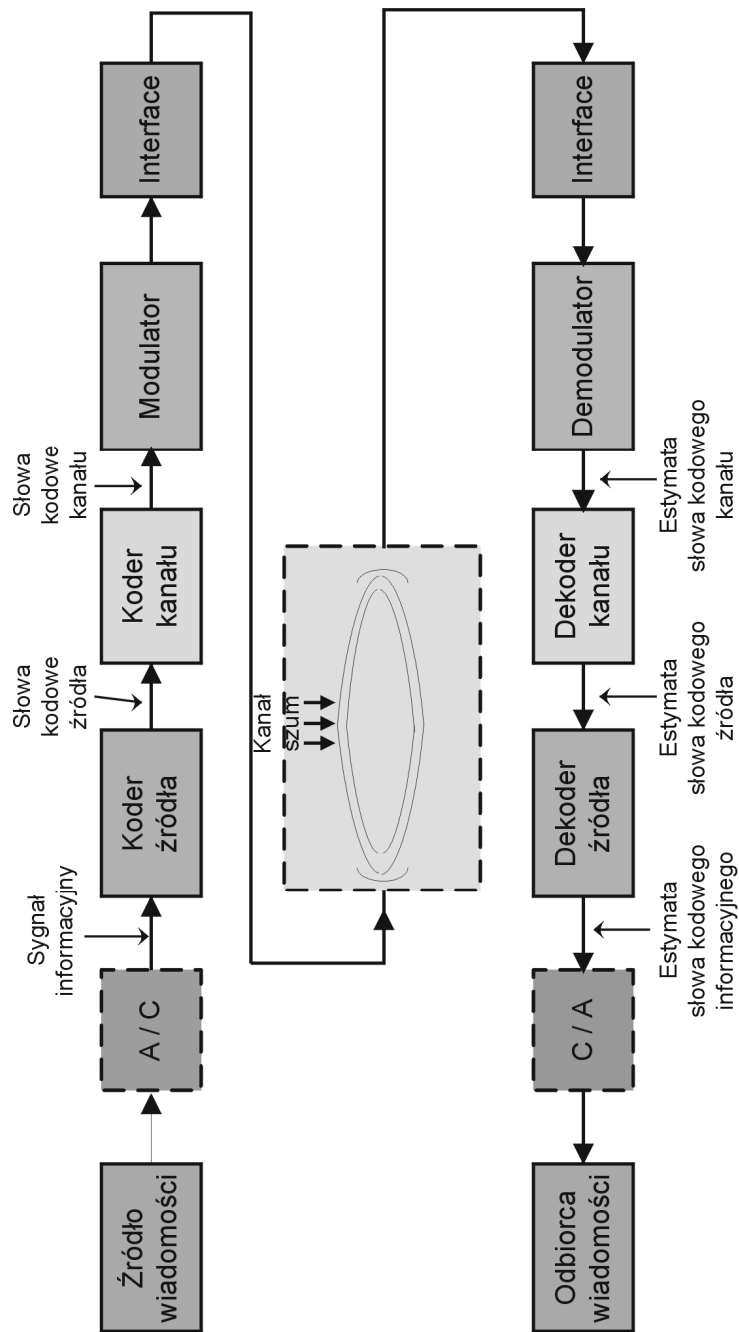 Źródło
wiadomości
A / C
Sygnał
informacyjny
Koder
źródła
Słowa
kodowe
źródła
Koder
kanału
Słowa
kodowe
kanału
Modulator
Interface
Kanał
szum
Interface
Demodulator
Estymata
słowa kodowego
kanału
Dekoder
kanału
Estymata
słowa kodowego
źródła
Dekoder
źródła
Estymata
słowa kodowego
informacyjnego
C / A
Odbiorca
wiadomości